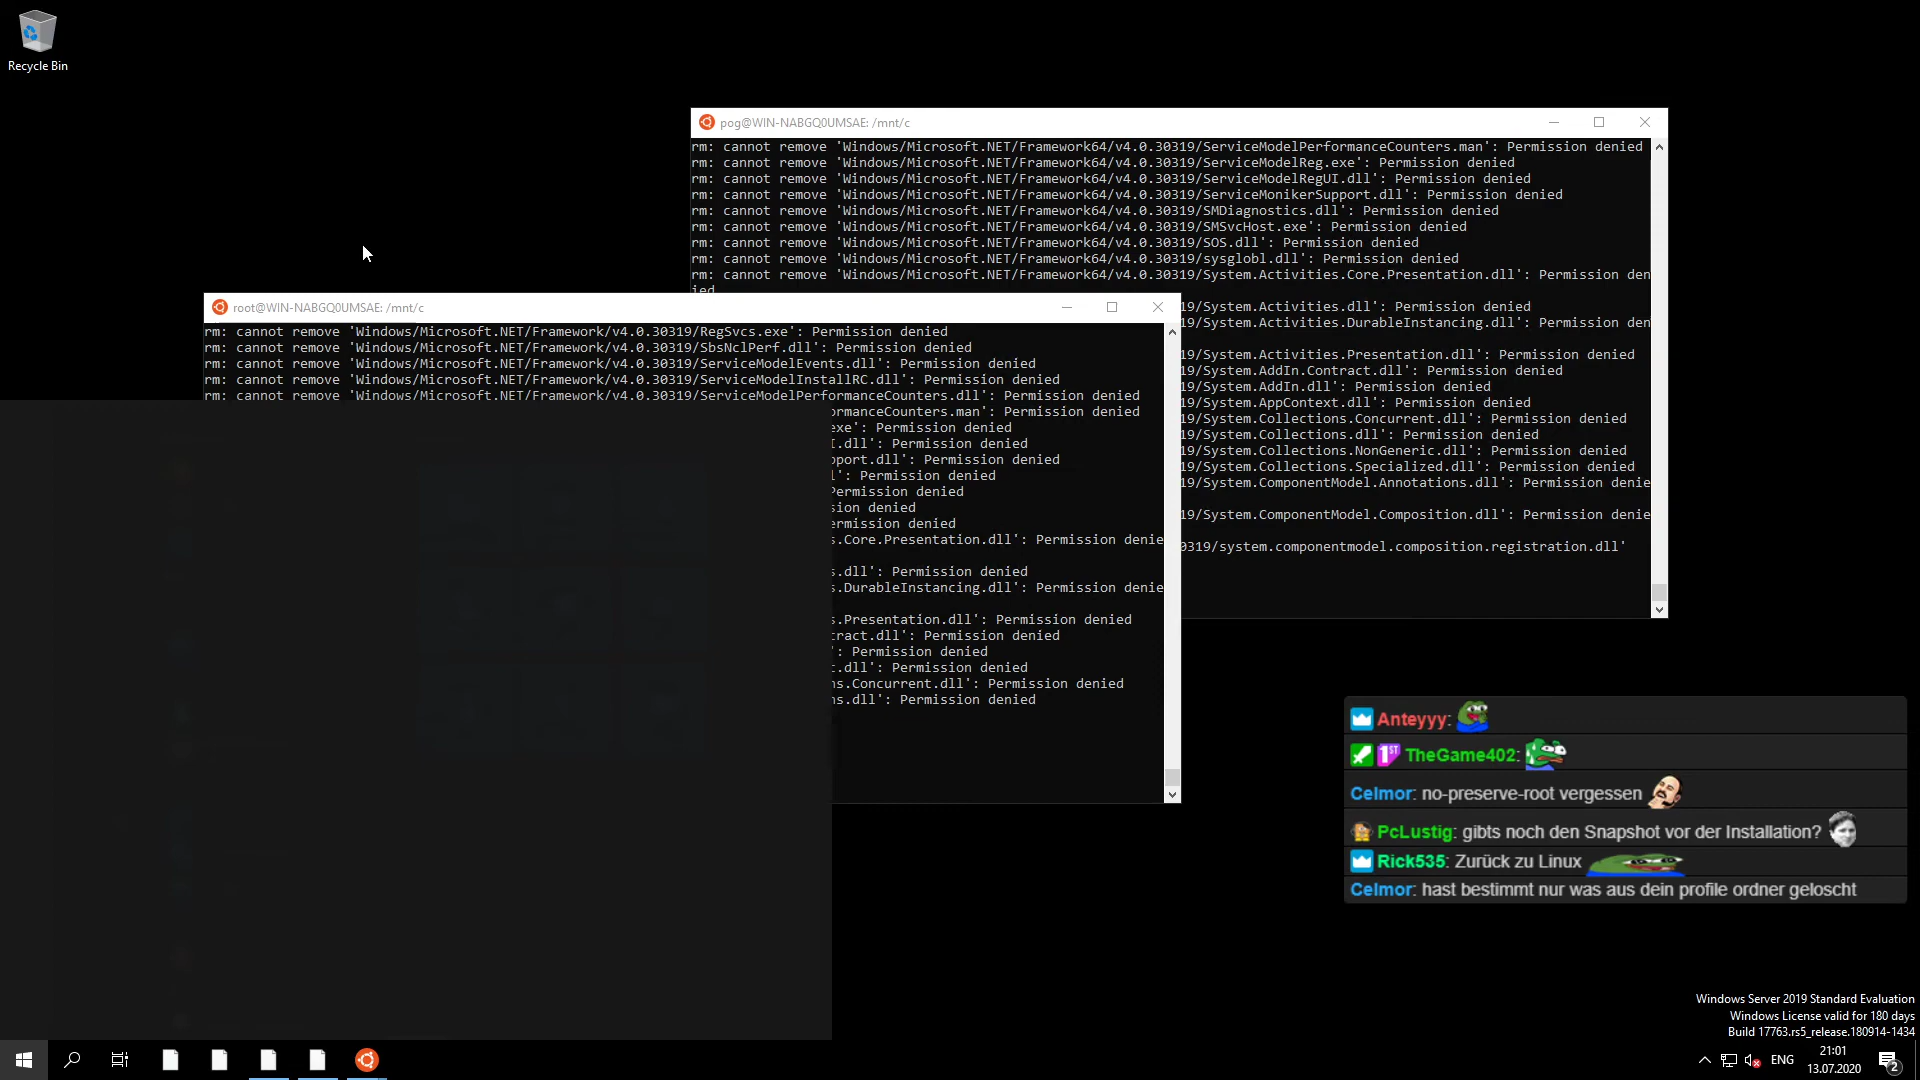 Recycle Bin
pog@WIN-NABGQ0UMSAE: /mnt/c
rm: cannot remove 'Windows/Microsoft.NET/Framework64/v4.0.30319/ServiceModelPerformanceCounters.man': Permission denied
rm: cannot remove 'Windows/Microsoft.NET/Framework64/v4.0.30319/ServiceModelReg.exe': Permission denied
rm: cannot remove 'Windows/Microsoft.NET/Framework64/v4.0.30319/ServiceModelRegUI.dll': Permission denied
rm: cannot remove 'Windows/Microsoft.NET/Framework64/v4.0.30319/ServiceMonikerSupport.dll': Permission denied
rm: cannot remove 'Windows/Microsoft.NET/Framework64/v4.0.30319/SMDiagnostics.dll': Permission denied
rm: cannot remove 'Windows/Microsoft.NET/Framework64/v4.0.30319/SMSvcHost.exe': Permission denied
rm: cannot remove 'Windows/Microsoft.NET/Framework64/v4.0.30319/SOS.dll': Permission denied
rm: cannot remove 'Windows/Microsoft.NET/Framework64/v4.0.30319/sysglobl.dll': Permission denied
rm: cannot remove 'Windows/Microsoft.NET/Framework64/v4.0.30319/System.Activities.Core.Presentation.dll': Permission den
ied
19/System.Activities.dll': Permission denied
19/System.Activities.DurableInstancing.dll': Permission den
19/System.Activities.Presentation.dll': Permission denied
19/System.AddIn.Contract.dll': Permission denied
19/System.AddIn.dll': Permission denied
19/System.AppContext.dll': Permission denied
19/System.Collections.Concurrent.dll': Permission denied
19/System.Collections.dll': Permission denied
19/System.Collections.NonGeneric.dll': Permission denied
19/System.Collections.Specialized.dll': Permission denied
19/System.ComponentModel.Annotations.dll': Permission denie
19/System.ComponentModel.Composition.dll': Permission denie
0319/system.componentmodel.composition.registration.dll'
root@WIN-NABGQ0UMSAE: /mnt/c
rm: cannot remove 'Windows/Microsoft.NET/Framework/v4.0.30319/RegSvcs.exe': Permission denied
rm: cannot remove 'Windows/Microsoft.NET/Framework/v4.0.30319/SbsNclPerf.dll': Permission denied
rm: cannot remove 'Windows/Microsoft.NET/Framework/v4.0.30319/ServiceModelEvents.dll': Permission denied
rm: cannot remove 'Windows/Microsoft.NET/Framework/v4.0.30319/ServiceModelInstallRC.dll': Permission denied
rm: cannot remove 'Windows/Microsoft.NET/Framework/v4.0.30319/ServiceModelPerformanceCounters.dll': Permission denied
ormanceCounters.man': Permission denied
exe': Permission denied
I.dll': Permission denied
pport.dll': Permission denied
l': Permission denied
Permission denied
sion denied
ermission denied
s.Core.Presentation.dll': Permission denie
s.dll': Permission denied
s.DurableInstancing.dll': Permission denie
s.Presentation.dll': Permission denied
tract.dll': Permission denied
': Permission denied
t.dll': Permission denied
ns.Concurrent.dll': Permission denied
ns.dll': Permission denied
Anteyyy:
1ST TheGame402:
Celmor: no-preserve-root vergessen
PcLustig: gibts noch den Snapshot vor der Installation?
Rick535: Zurück zu Linux
Celmor: hast bestimmt nur was aus dein profile ordner geloscht
Windows Server 2019 Standard Evaluation
Windows License valid for 180 days
Build 17763.rs5_release.180914-1434
ENG
21:01
13.07.2020
2